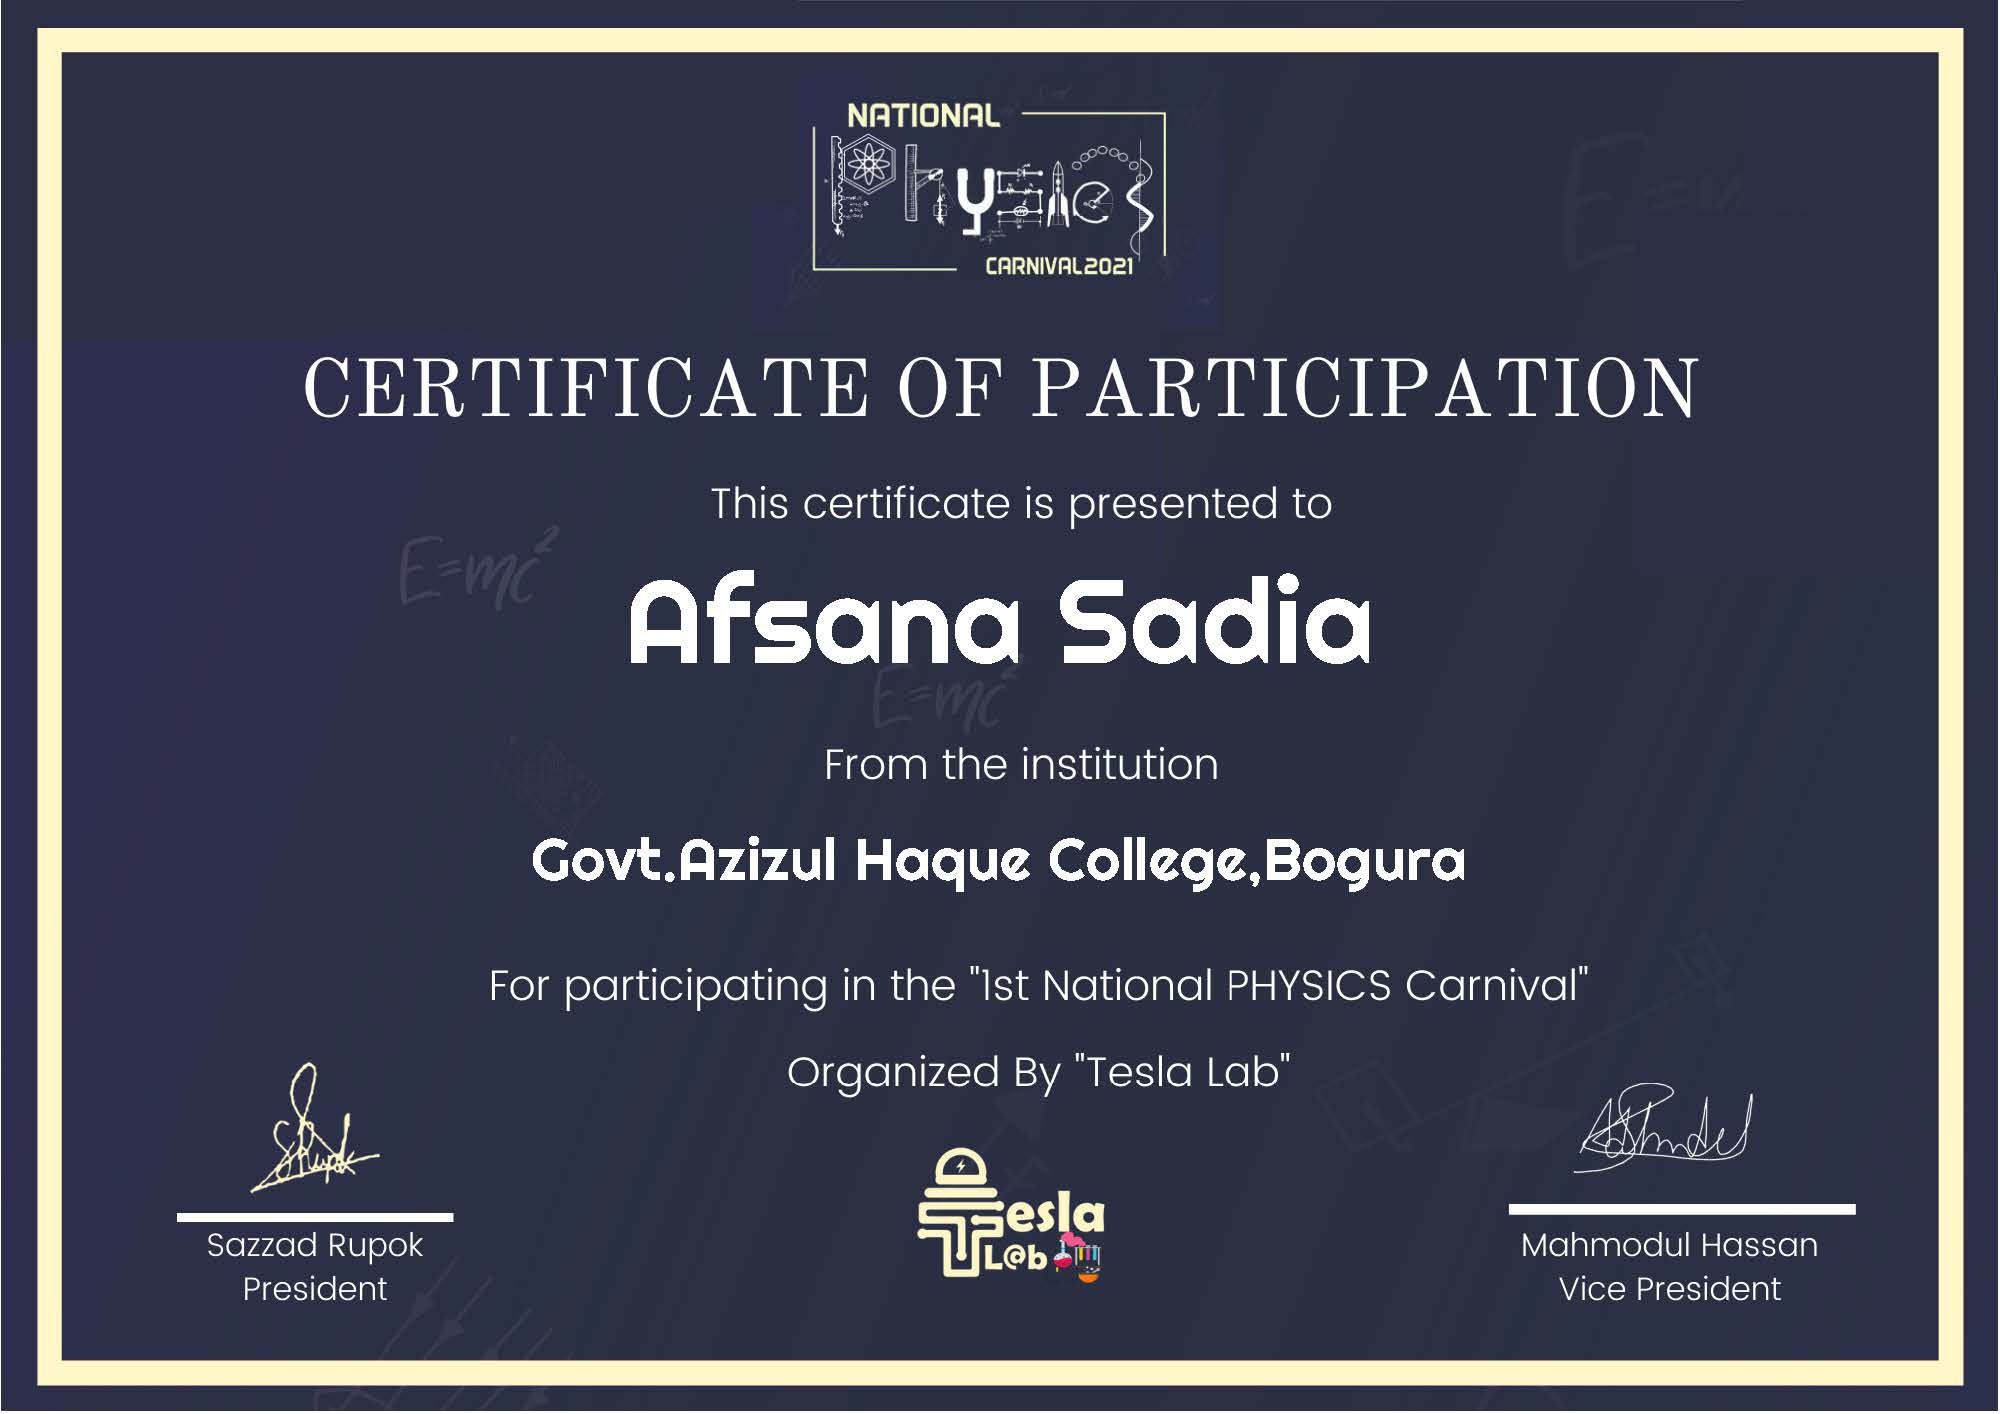 NATIONAL
Physics
CARNIVAL2021
CERTIFICATE OF PARTICIPATION
This certificate is presented to
E=mc²
Afsana Sadia
E=mc²
From the institution
Govt.Azizul Haque College,Bogura
For participating in the "1st National PHYSICS Carnival"
Organized By "Tesla Lab"
Tesla
L@b
Sazzad Rupok
President
Mahmodul Hassan
Vice President